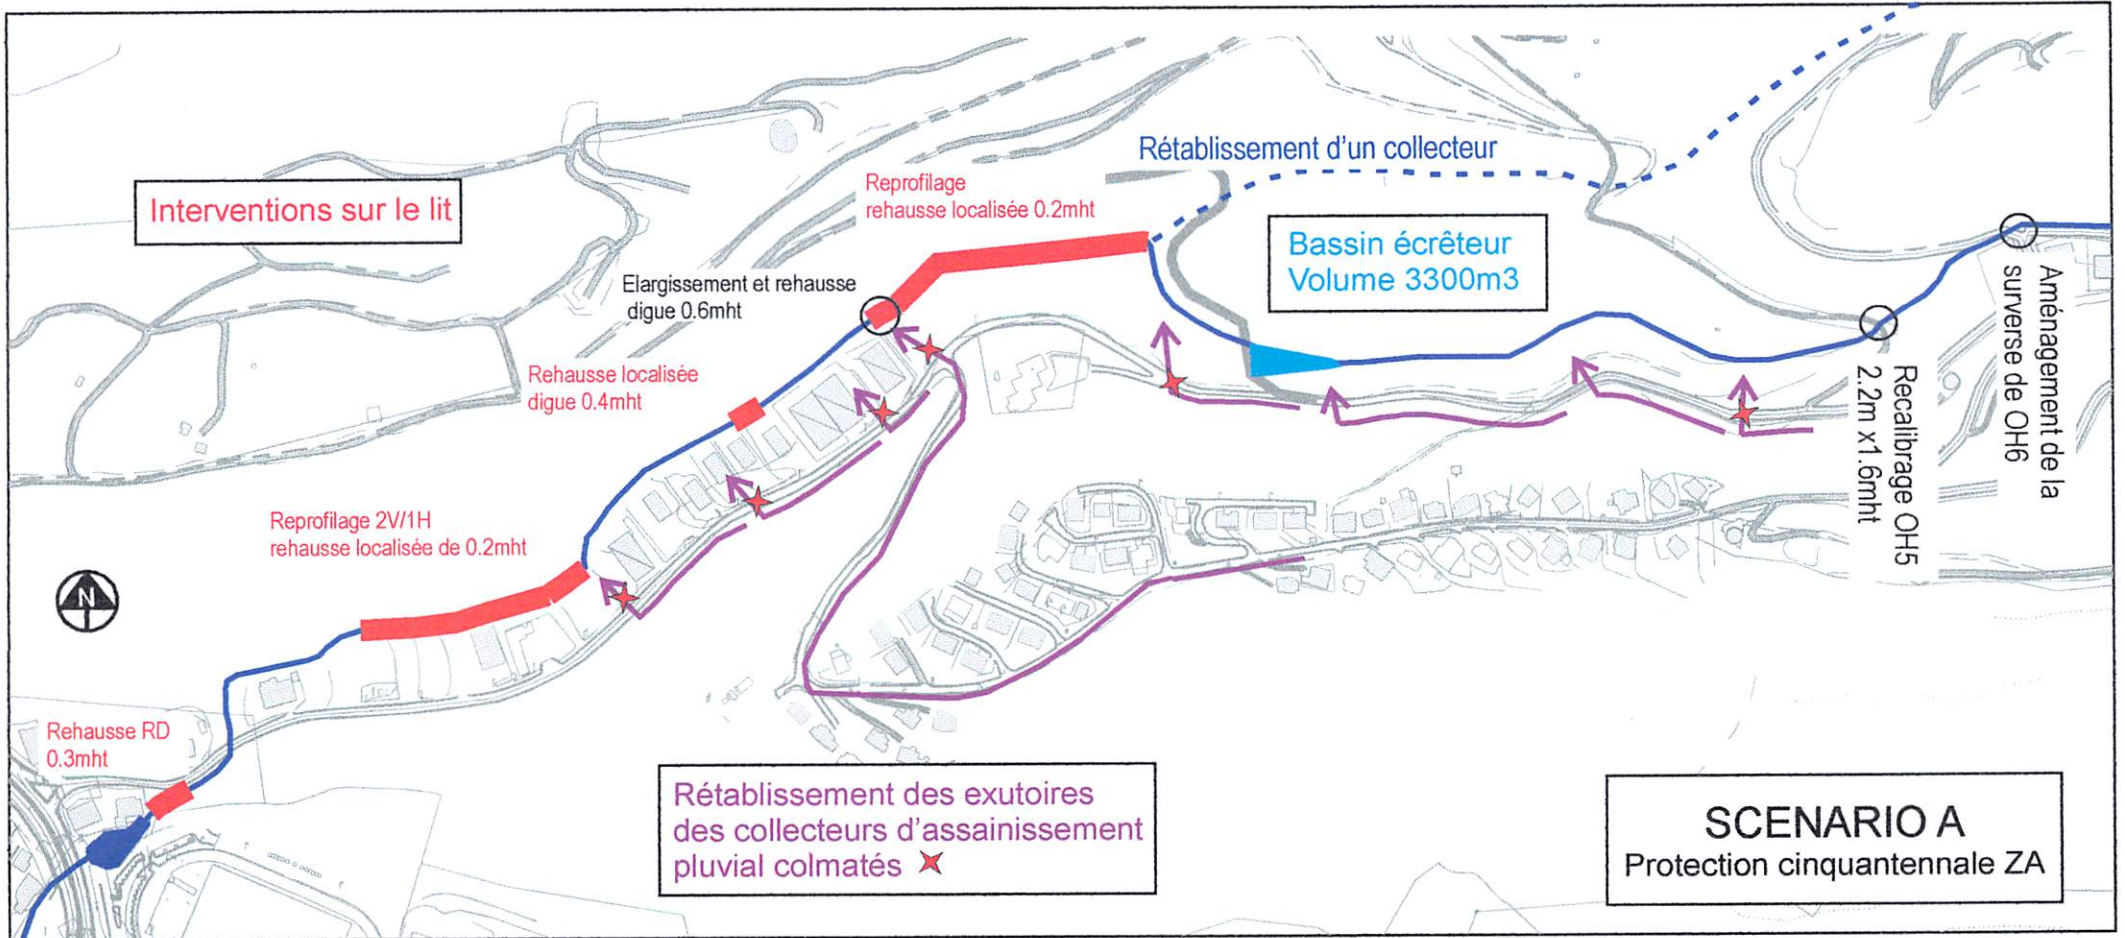 Rétablissement d'un collecteur
Interventions sur le lit
Reprofilage
rehausse localisée 0.2mht
Bassin écrêteur
Volume 3300m3
Elargissement et rehausse
digue 0.6mht
Aménagement de la
surverse de OH6
Recalibrage OH5
2.2m x1.6mht
Rehausse localisée
digue 0.4mht
Reprofilage 2V/1H
rehausse localisée de 0.2mht
N
Rehausse RD
0.3mht
Rétablissement des exutoires
des collecteurs d'assainissement
pluvial colmatés
SCENARIO A
Protection cinquantennale ZA